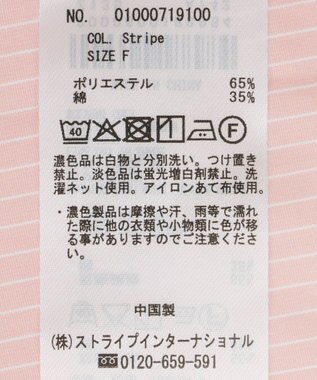 NO. 01000719100
COL. Stripe
SIZE F
ポリエステル 65%
綿 35%
40
F
濃色品は白物と分別洗い。つけ置き
禁止。淡色品は蛍光増白剤禁止。洗
濯ネット使用。アイロンあて布使用。
・濃色製品は摩擦や汗、雨等で濡れ
た際に他の衣類や小物類に色が移
る事がありますのでご注意くださ
い。
中国製
(株)ストライプインターナショナル
0120-659-591